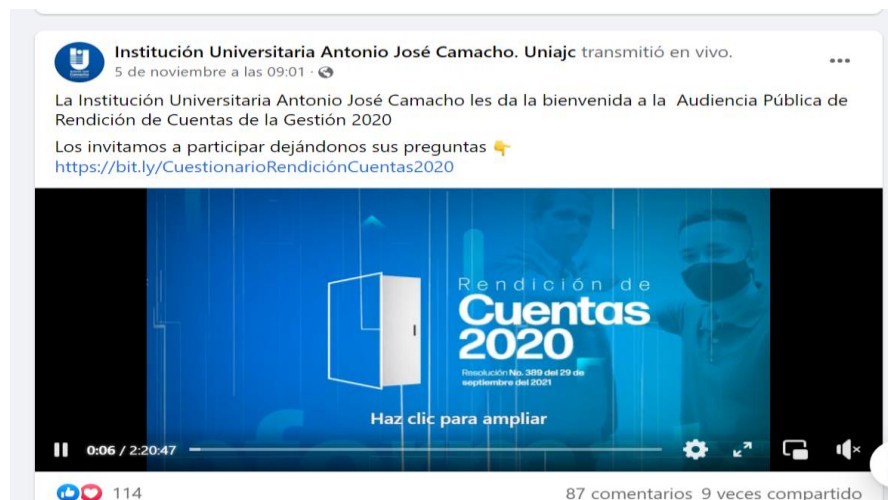 Institución Universitaria Antonio José Camacho. Uniajc transmitió en vivo.
5 de noviembre a las 09:01 ·
La Institución Universitaria Antonio José Camacho les da la bienvenida a la Audiencia Pública de
Rendición de Cuentas de la Gestión 2020
Los invitamos a participar dejándonos sus preguntas 👇
https://bit.ly/CuestionarioRendiciónCuentas2020
Rendición de
Cuentas
2020
Resolución No. 389 del 29 de
septiembre del 2021
Haz clic para ampliar
0:06 / 2:20:47
114
87 comentarios 9 veces compartido